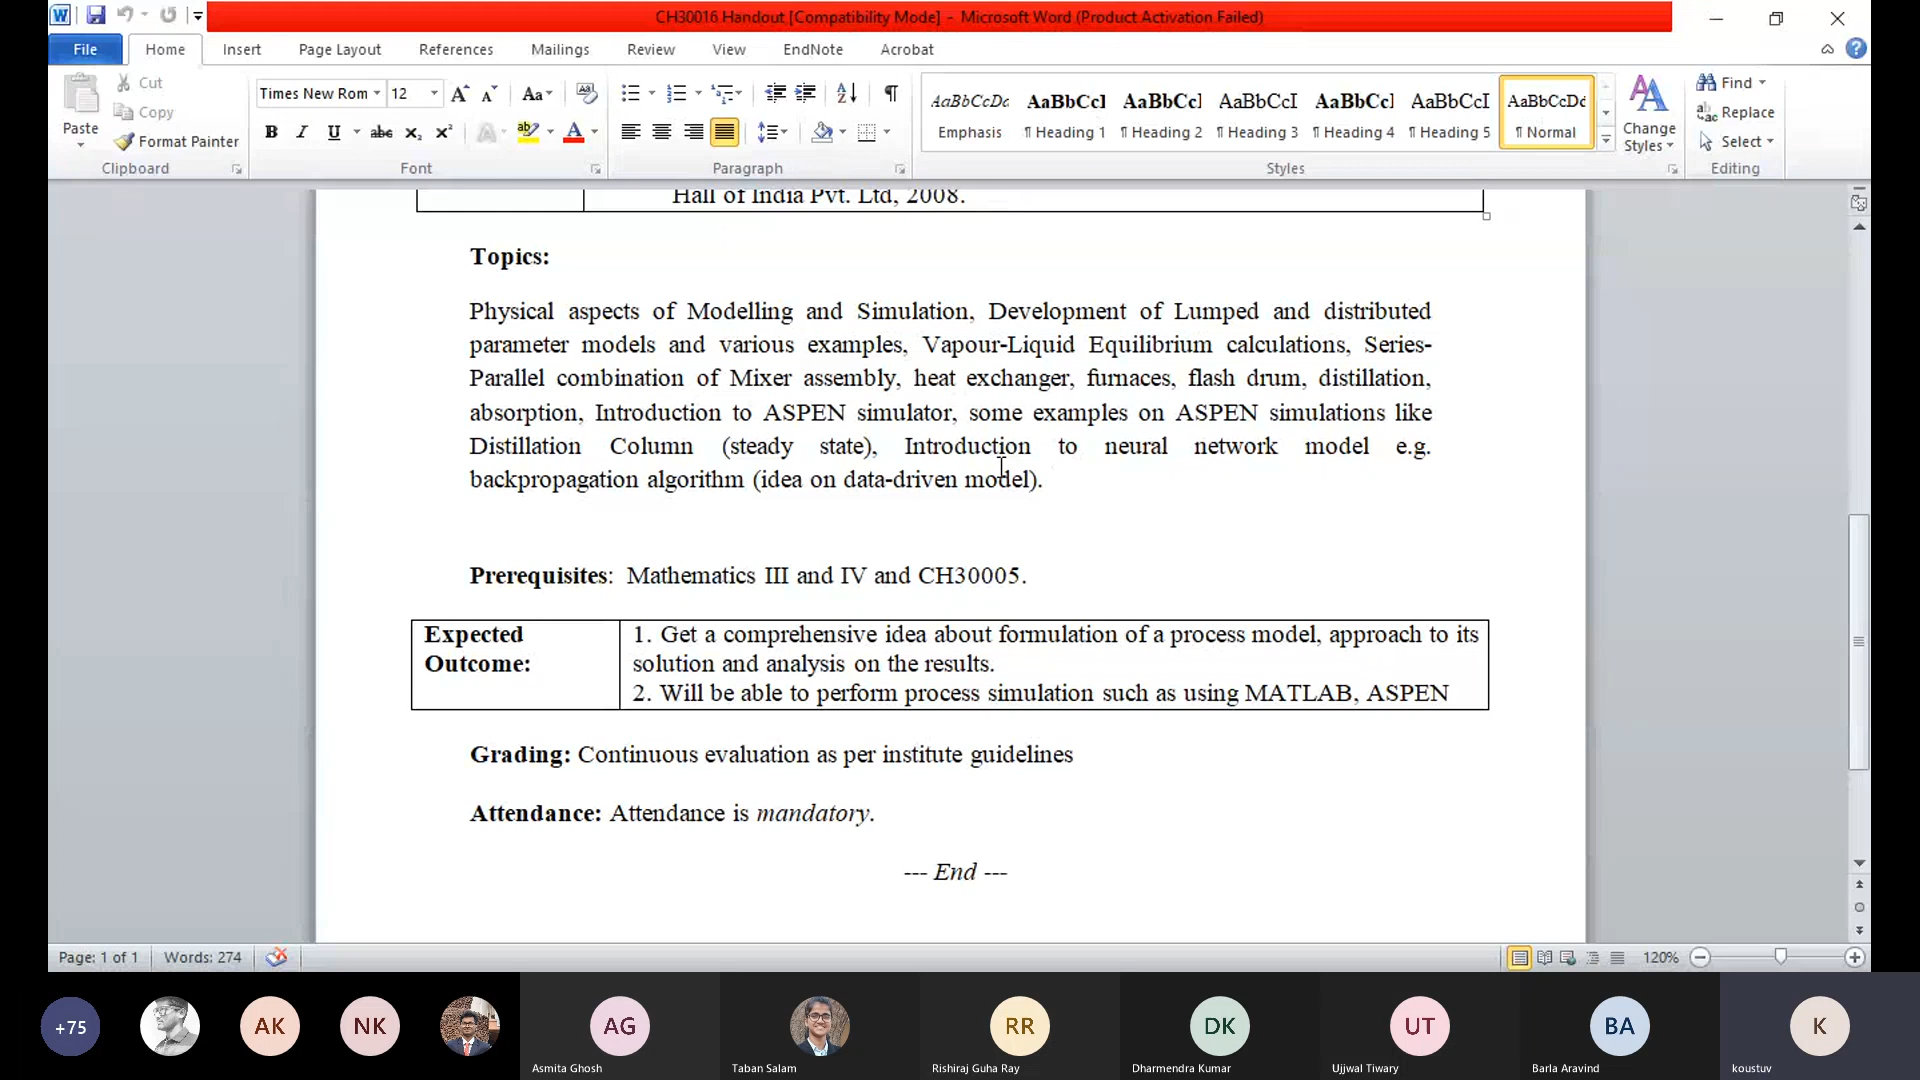 CH30016 Handout [Compatibility Mode] - Microsoft Word (Product Activation Failed)
File Home Insert Page Layout References Mailings Review View EndNote Acrobat
Paste
Cut
Copy
Format Painter
Clipboard
Times New Rom 12
Font
Paragraph
AaBbCcDc AaBbCcI AaBbCcI AaBbCcI AaBbCcI AaBbCcI AaBbCcDc
Emphasis ¶ Heading 1 ¶ Heading 2 ¶ Heading 3 ¶ Heading 4 ¶ Heading 5 ¶ Normal
Change
Styles
Styles
Find
Replace
Select
Editing
Hall of India Pvt. Ltd, 2008.
Topics:
Physical aspects of Modelling and Simulation, Development of Lumped and distributed
parameter models and various examples, Vapour-Liquid Equilibrium calculations, Series-
Parallel combination of Mixer assembly, heat exchanger, furnaces, flash drum, distillation,
absorption, Introduction to ASPEN simulator, some examples on ASPEN simulations like
Distillation Column (steady state), Introduction to neural network model e.g.
backpropagation algorithm (idea on data-driven model).
Prerequisites: Mathematics III and IV and CH30005.
Expected
Outcome:
1. Get a comprehensive idea about formulation of a process model, approach to its
solution and analysis on the results.
2. Will be able to perform process simulation such as using MATLAB, ASPEN
Grading: Continuous evaluation as per institute guidelines
Attendance: Attendance is mandatory.
--- End ---
Page: 1 of 1 Words: 274 120%
+75 AK NK AG RR DK UT BA K
Asmita Ghosh Taban Salam Rishiraj Guha Ray Dharmendra Kumar Ujjwal Tiwary Barla Aravind koustuv